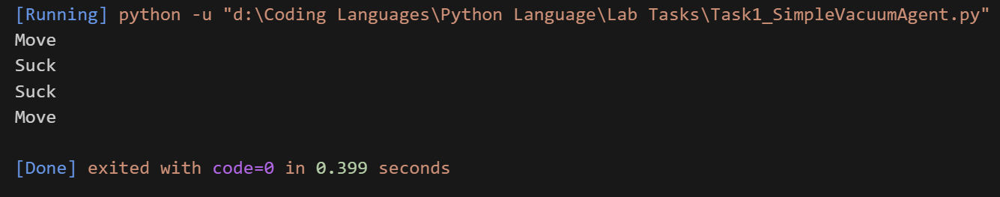 [Running] python -u "d:\Coding Languages\Python Language\Lab Tasks\Task1_SimpleVacuumAgent.py"
Move
Suck
Suck
Move
[Done] exited with code=0 in 0.399 seconds